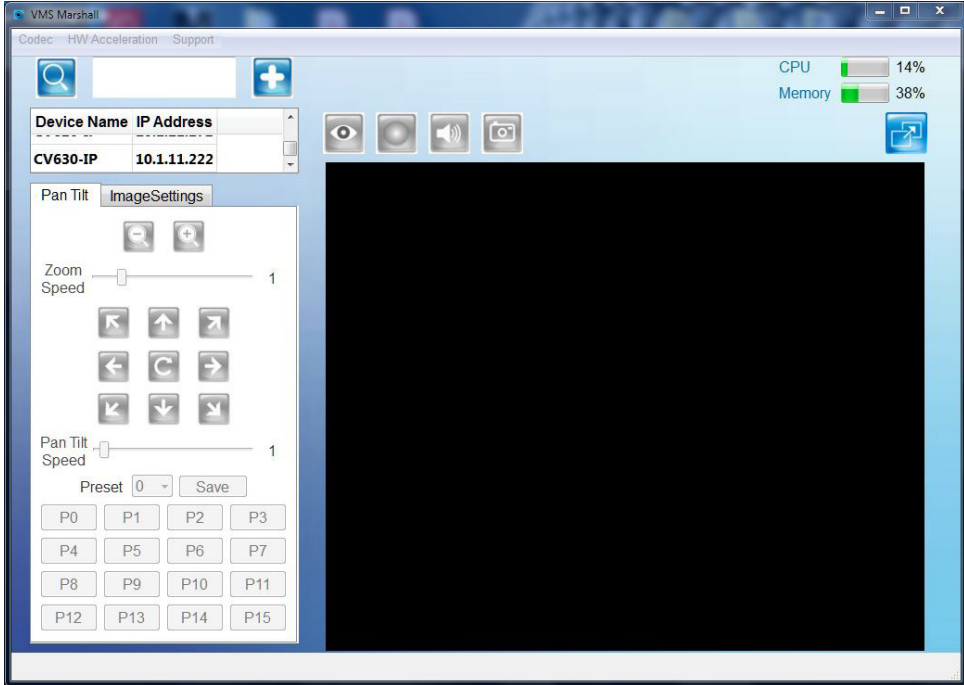 VMS Marshall
Codec HW Acceleration Support
CPU 14%
Memory 38%
Device Name IP Address
CV630-IP 10.1.11.222
Pan Tilt ImageSettings
Zoom Speed 1
Pan Tilt Speed 1
Preset 0 Save
P0 P1 P2 P3
P4 P5 P6 P7
P8 P9 P10 P11
P12 P13 P14 P15